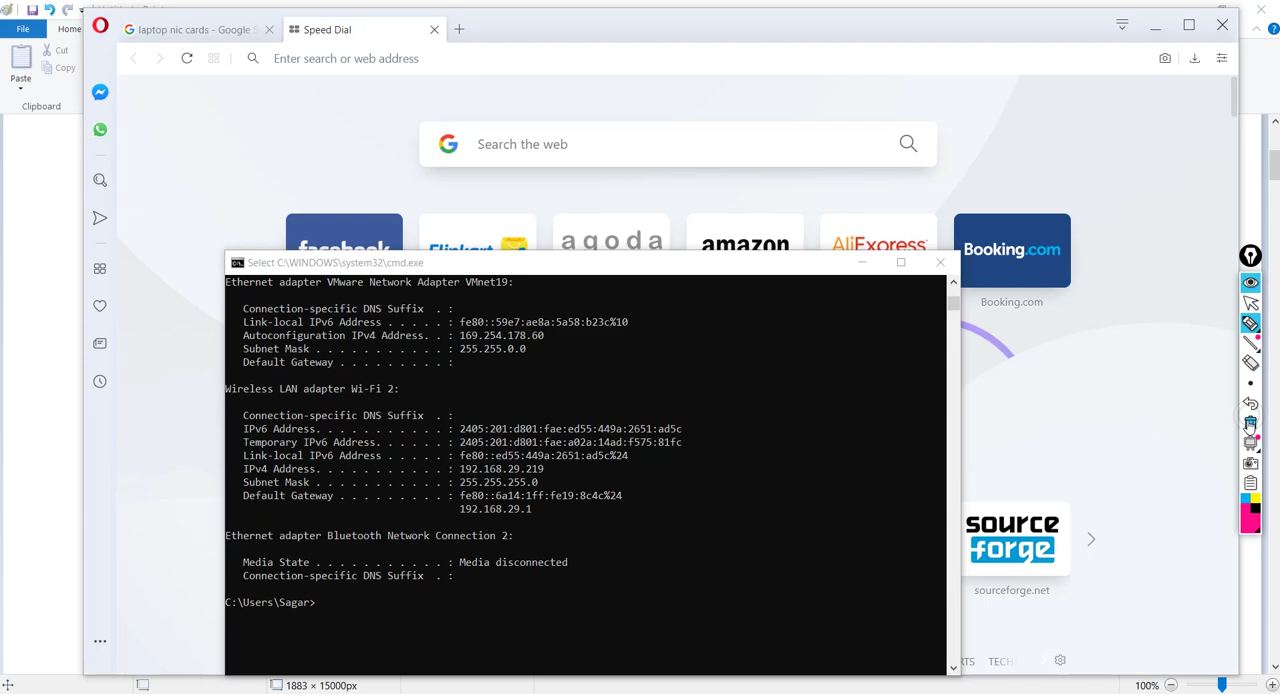 File
Home
laptop nic cards - Google S
Speed Dial
Paste
Cut
Copy
Clipboard
Enter search or web address
Search the web
facebook
Flipkart
agoda
amazon
AliExpress
Booking.com
Booking.com
Select C:\WINDOWS\system32\cmd.exe
Ethernet adapter VMware Network Adapter VMnet19:
Connection-specific DNS Suffix . :
Link-local IPv6 Address . . . . . : fe80::59e7:ae8a:5a58:b23c%10
Autoconfiguration IPv4 Address. . : 169.254.178.60
Subnet Mask . . . . . . . . . . . : 255.255.0.0
Default Gateway . . . . . . . . . :
Wireless LAN adapter Wi-Fi 2:
Connection-specific DNS Suffix . :
IPv6 Address. . . . . . . . . . . : 2405:201:d801:fae:ed55:449a:2651:ad5c
Temporary IPv6 Address. . . . . . : 2405:201:d801:fae:a02a:14ad:f575:81fc
Link-local IPv6 Address . . . . . : fe80::ed55:449a:2651:ad5c%24
IPv4 Address. . . . . . . . . . . : 192.168.29.219
Subnet Mask . . . . . . . . . . . : 255.255.255.0
Default Gateway . . . . . . . . . : fe80::6a14:1ff:fe19:8c4c%24
192.168.29.1
Ethernet adapter Bluetooth Network Connection 2:
Media State . . . . . . . . . . . : Media disconnected
Connection-specific DNS Suffix . :
C:\Users\Sagar>
SOURCE
FORGE
sourceforge.net
RTS
TECH
1883 × 15000px
100%